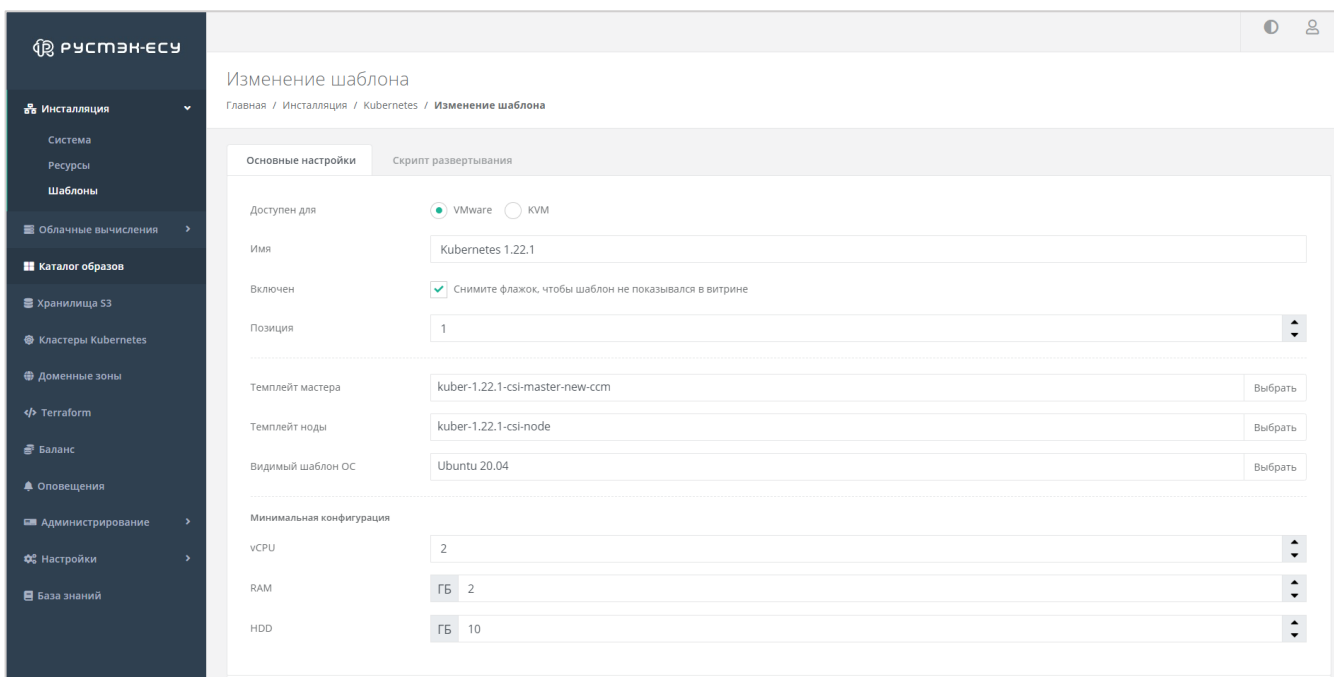 РУСТЭК-ЕСУ
Инсталляция
Система
Ресурсы
Шаблоны
Облачные вычисления
Каталог образов
Хранилища S3
Кластеры Kubernetes
Доменные зоны
</> Terraform
Баланс
Оповещения
Администрирование
Настройки
База знаний
Изменение шаблона
Главная / Инсталляция / Kubernetes / Изменение шаблона
Основные настройки Скрипт развертывания
Доступен для VMware KVM
Имя Kubernetes 1.22.1
Включен Снимите флажок, чтобы шаблон не показывался в витрине
Позиция 1
Темплейт мастера kuber-1.22.1-csi-master-new-ccm Выбрать
Темплейт ноды kuber-1.22.1-csi-node Выбрать
Видимый шаблон ОС Ubuntu 20.04 Выбрать
Минимальная конфигурация
vCPU 2
RAM ГБ 2
HDD ГБ 10